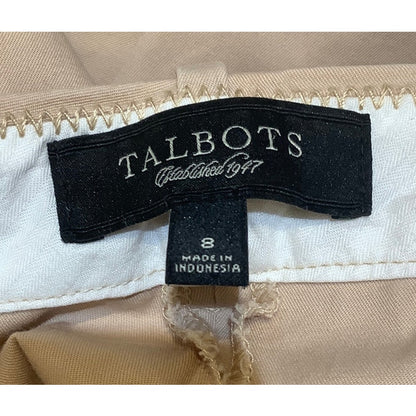 TALBOTS
Established 1947
8
MADE IN
INDONESIA